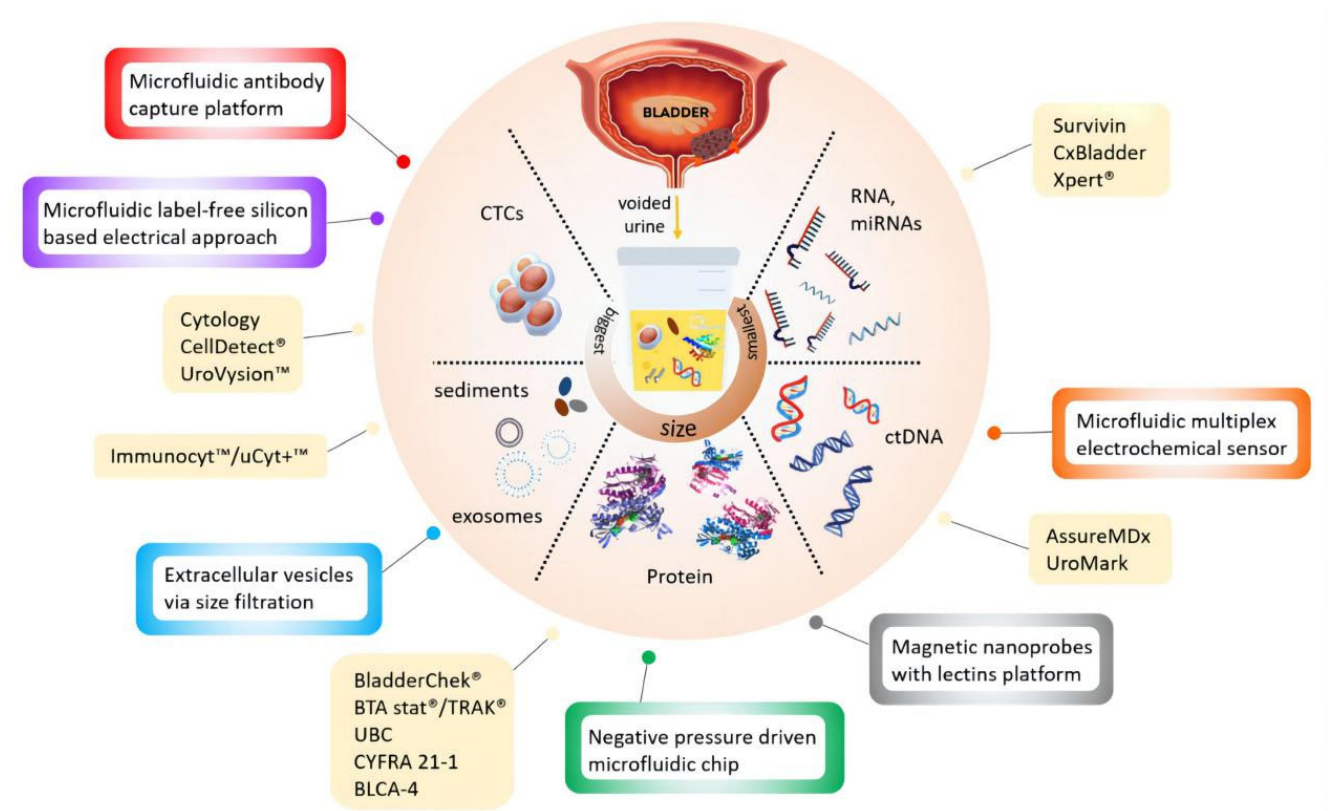 Microfluidic antibody
capture platform
Microfluidic label-free silicon
based electrical approach
Cytology
CellDetect®
UroVysion™
Immunocyt™/uCyt+™
Extracellular vesicles
via size filtration
BladderChek®
BTA stat®/TRAK®
UBC
CYFRA 21-1
BLCA-4
Negative pressure driven
microfluidic chip
Magnetic nanoprobes
with lectins platform
AssureMDx
UroMark
Microfluidic multiplex
electrochemical sensor
Survivin
CxBladder
Xpert®
BLADDER
voided
urine
CTCs
RNA,
miRNAs
biggest
smallest
size
sediments
exosomes
Protein
ctDNA